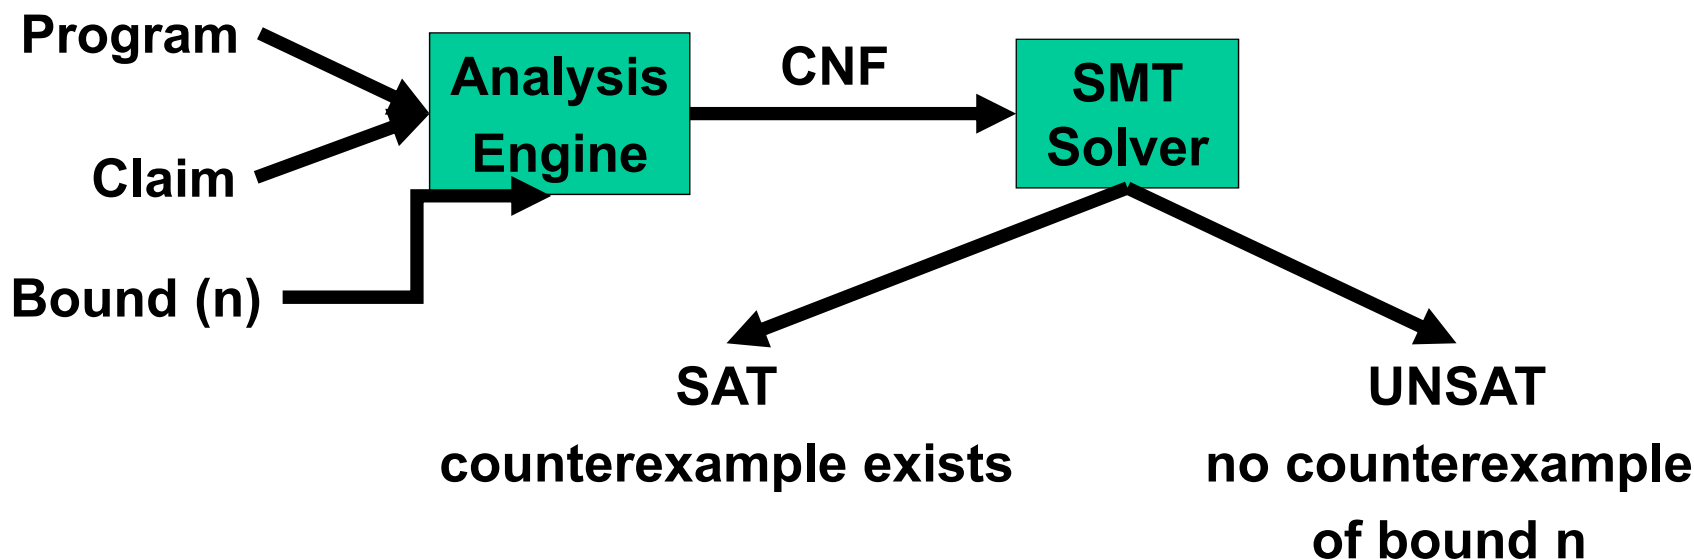 Program
Claim
Bound (n)
Analysis
Engine
CNF
SMT
Solver
SAT
counterexample exists
UNSAT
no counterexample
of bound n